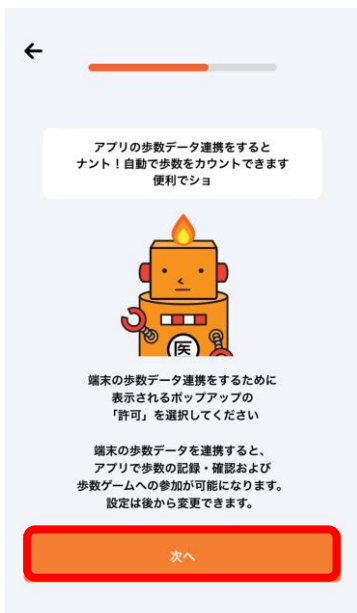 アプリの歩数データ連携をすると
ナント！自動で歩数をカウントできます
便利でショ
医
端末の歩数データ連携をするために
表示されるポップアップの
「許可」を選択してください
端末の歩数データを連携すると、
アプリで歩数の記録・確認および
歩数ゲームへの参加が可能になります。
設定は後から変更できます。
次へ